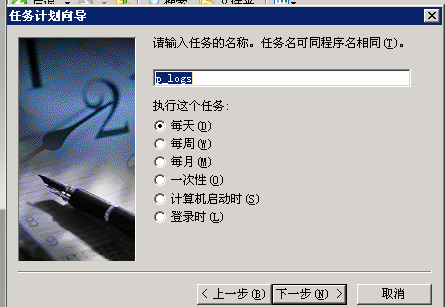 任务计划向导
请输入任务的名称。任务名可同程序名相同(T)。
p_logs
执行这个任务:
每天(D)
每周(W)
每月(M)
一次性(O)
计算机启动时(S)
登录时(L)
< 上一步(B)
下一步(N) >
取消